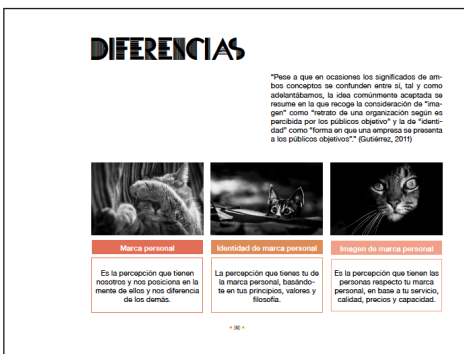 DIFERENCIAS
"Pese a que en ocasiones los significados de am-
bos conceptos se confunden entre sí, tal y como
adelantábamos, la idea comúnmente aceptada se
resume en la que recoge la consideración de "ima-
gen" como "retrato de una organización según es
percibida por los públicos objetivo" y la de "identi-
dad" como "forma en que una empresa se presenta
a los públicos objetivos"." (Gutiérrez, 2011)
Marca personal
Es la percepción que tienen
nosotros y nos posiciona en la
mente de ellos y nos diferencia
de los demás.
Identidad de marca personal
La percepción que tienes tu de
la marca personal, basándo-
te en tus principios, valores y
filosofía.
Imagen de marca personal
Es la percepción que tienen las
personas respecto tu marca
personal, en base a tu servicio,
calidad, precios y capacidad.